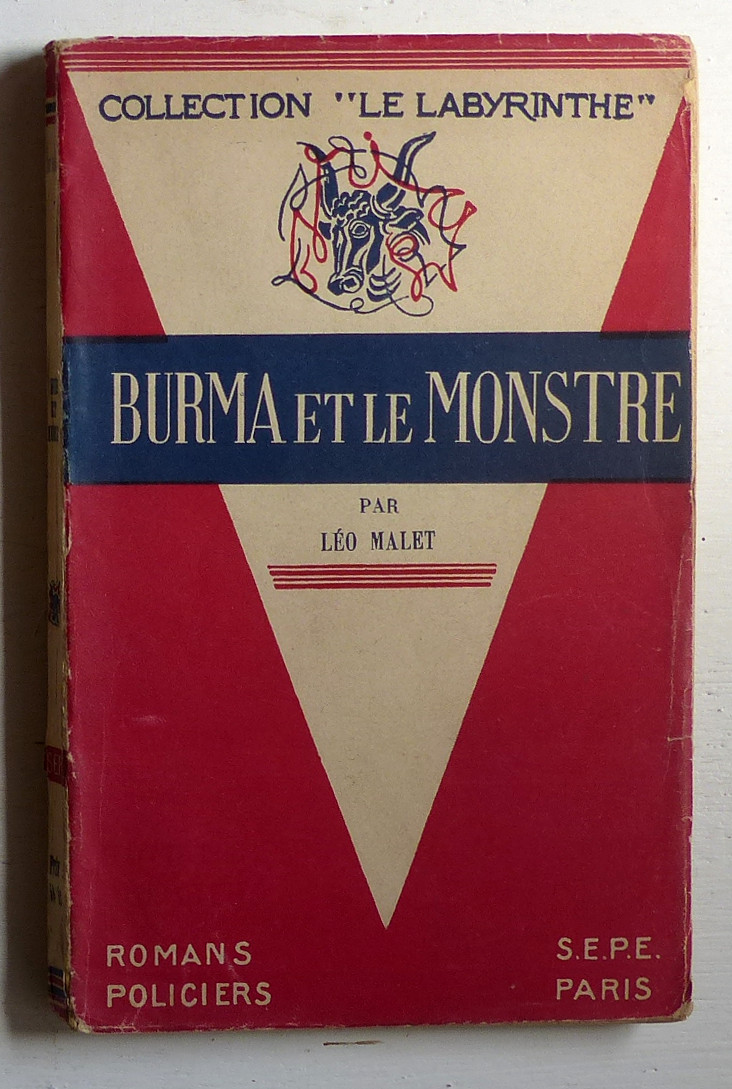 COLLECTION "LE LABYRINTHE"
BURMA ET LE MONSTRE
PAR
LÉO MALET
ROMANS
POLICIERS
S.E.P.E.
PARIS